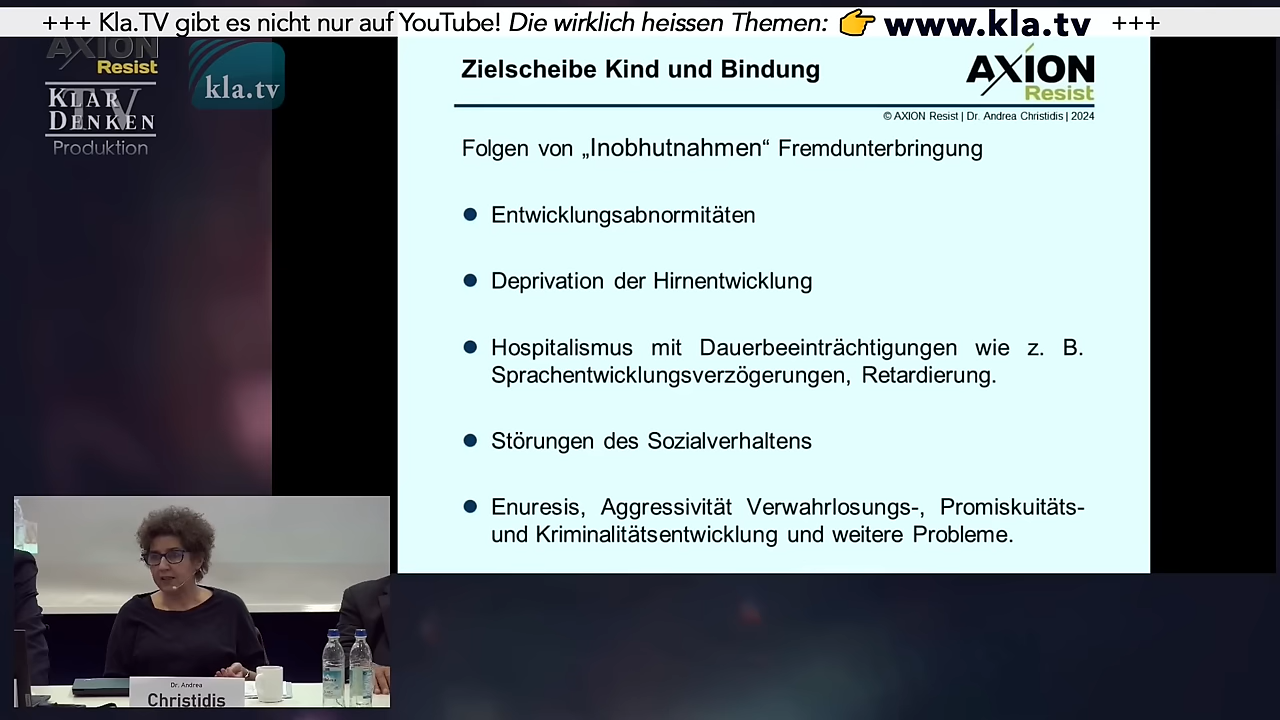 +++ Kla.TV gibt es nicht nur auf YouTube! Die wirklich heissen Themen: 👉 www.kla.tv +++
AXION
Resist
kla.tv
KLAR
TV
DENKEN
Produktion
Zielscheibe Kind und Bindung
AXION
Resist
© AXION Resist | Dr. Andrea Christidis | 2024
Folgen von „Inobhutnahmen“ Fremdunterbringung
● Entwicklungsabnormitäten
● Deprivation der Hirnentwicklung
● Hospitalismus mit Dauerbeeinträchtigungen wie z. B.
Sprachentwicklungsverzögerungen, Retardierung.
● Störungen des Sozialverhaltens
● Enuresis, Aggressivität Verwahrlosungs-, Promiskuitäts-
und Kriminalitätsentwicklung und weitere Probleme.
Dr. Andrea
Christidis